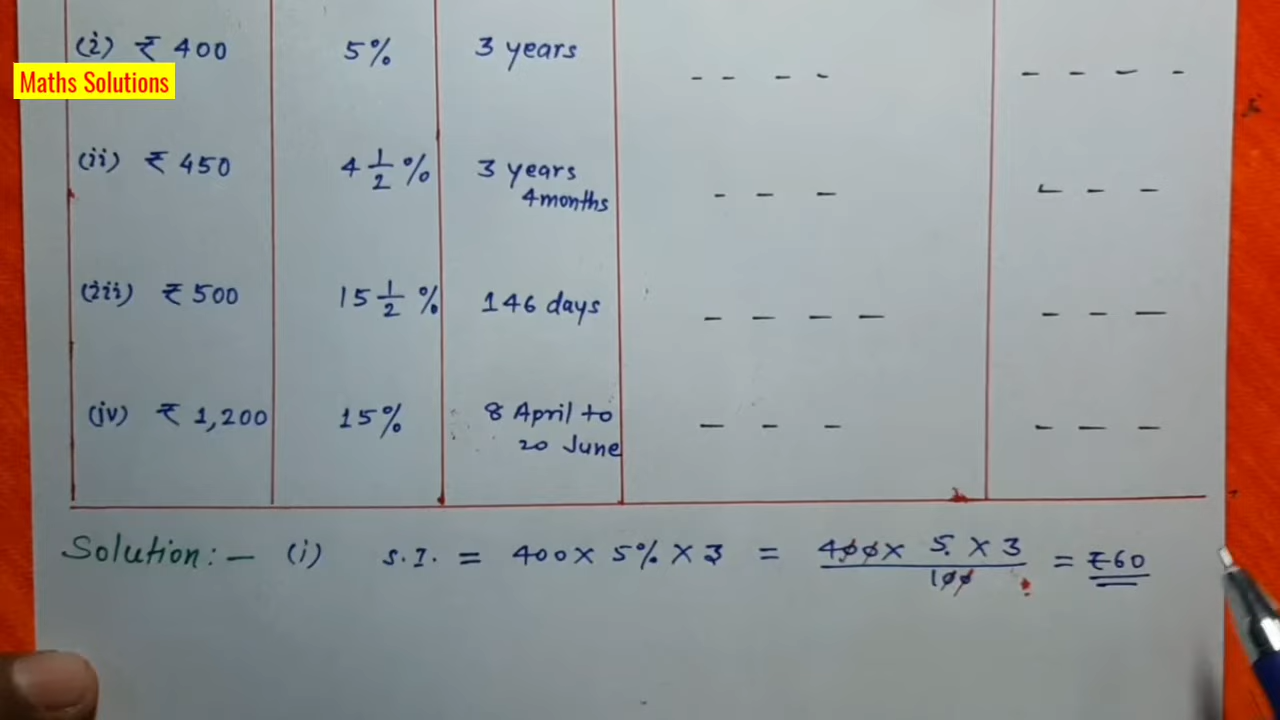 (i) ₹ 400 5% 3 years -- -- - - - -
Maths Solutions
(ii) ₹ 450 4 1/2 % 3 years 4 months - - - - - -
(iii) ₹ 500 15 1/2 % 146 days - - - - - - -
(iv) ₹ 1,200 15% 8 April to 20 June - - - - - -
Solution:- (i) S.I. = 400 x 5% x 3 = 400 x 5 x 3 / 100 = ₹60